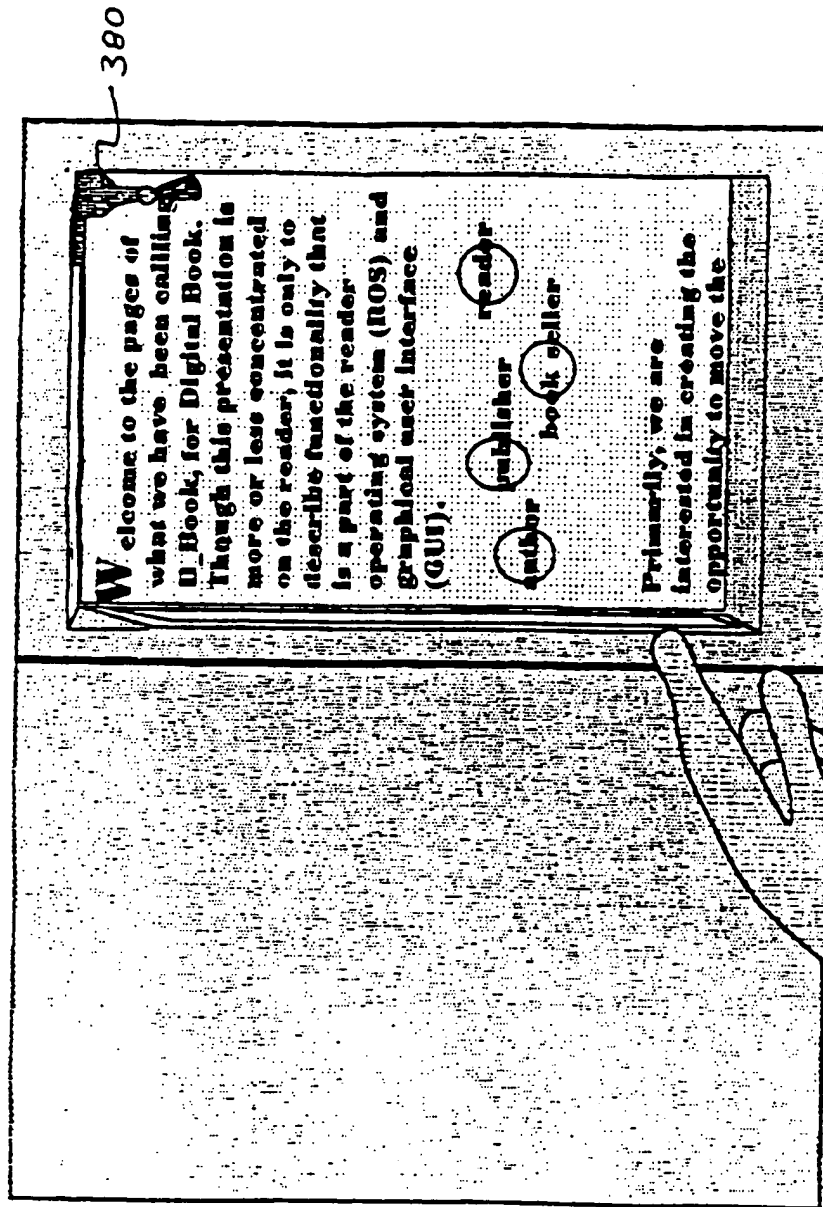 380
Welcome to the pages of
what we have been calling
D_Book, for Digital Book.
Though this presentation is
more or less concentrated
on the reader, it is only to
describe functionality that
is a part of the reader
operating system (ROS) and
graphical user interface
(GUI).
author publisher book seller reader
Primarily, we are
interested in creating the
opportunity to move the